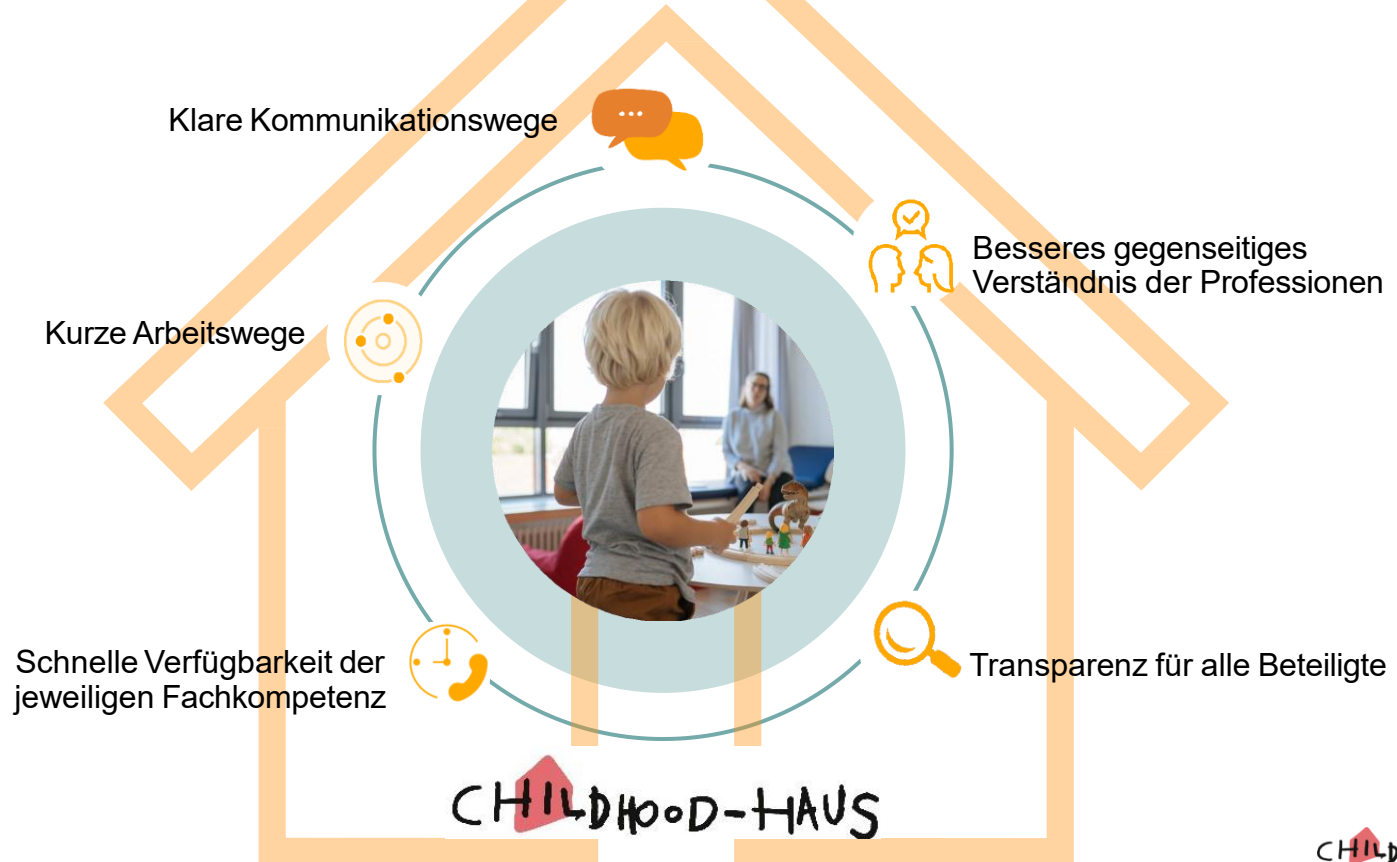 Klare Kommunikationswege
Besseres gegenseitiges
Verständnis der Professionen
Kurze Arbeitswege
Schnelle Verfügbarkeit der
jeweiligen Fachkompetenz
Transparenz für alle Beteiligte
CHILDHOOD-HAUS
CHILD